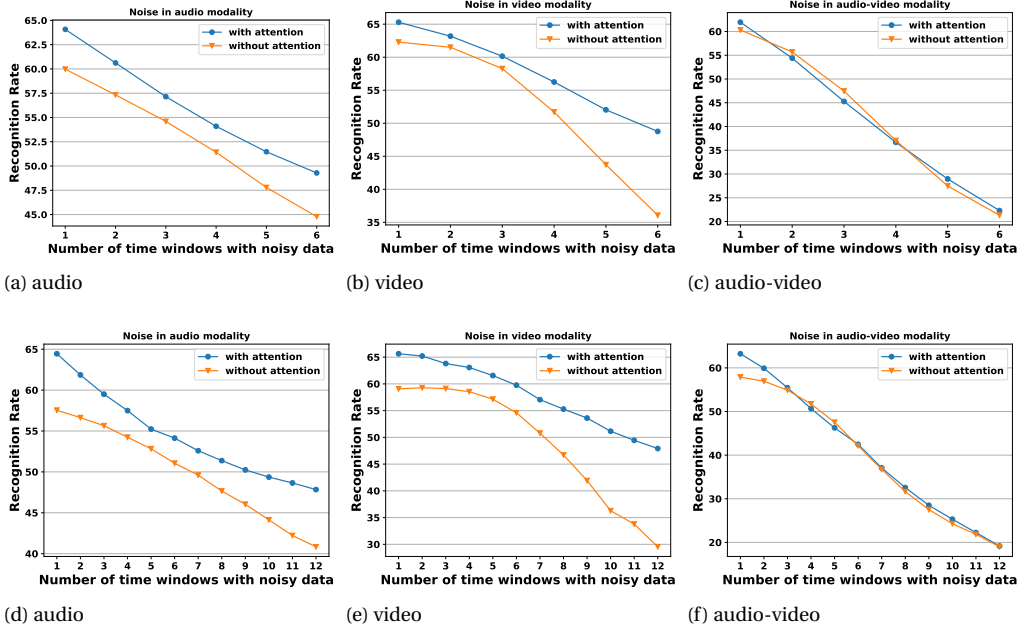 Noise in audio modality
65.0
62.5
60.0
57.5
55.0
52.5
50.0
47.5
45.0
Recognition Rate
with attention
without attention
1 2 3 4 5 6
Number of time windows with noisy data
(a) audio
Noise in video modality
65
60
55
50
45
40
35
Recognition Rate
with attention
without attention
1 2 3 4 5 6
Number of time windows with noisy data
(b) video
Noise in audio-video modality
60
55
50
45
40
35
30
25
20
Recognition Rate
with attention
without attention
1 2 3 4 5 6
Number of time windows with noisy data
(c) audio-video
Noise in audio modality
65
60
55
50
45
40
Recognition Rate
with attention
without attention
1 2 3 4 5 6 7 8 9 10 11 12
Number of time windows with noisy data
(d) audio
Noise in video modality
65
60
55
50
45
40
35
30
Recognition Rate
with attention
without attention
1 2 3 4 5 6 7 8 9 10 11 12
Number of time windows with noisy data
(e) video
Noise in audio-video modality
60
50
40
30
20
Recognition Rate
with attention
without attention
1 2 3 4 5 6 7 8 9 10 11 12
Number of time windows with noisy data
(f) audio-video